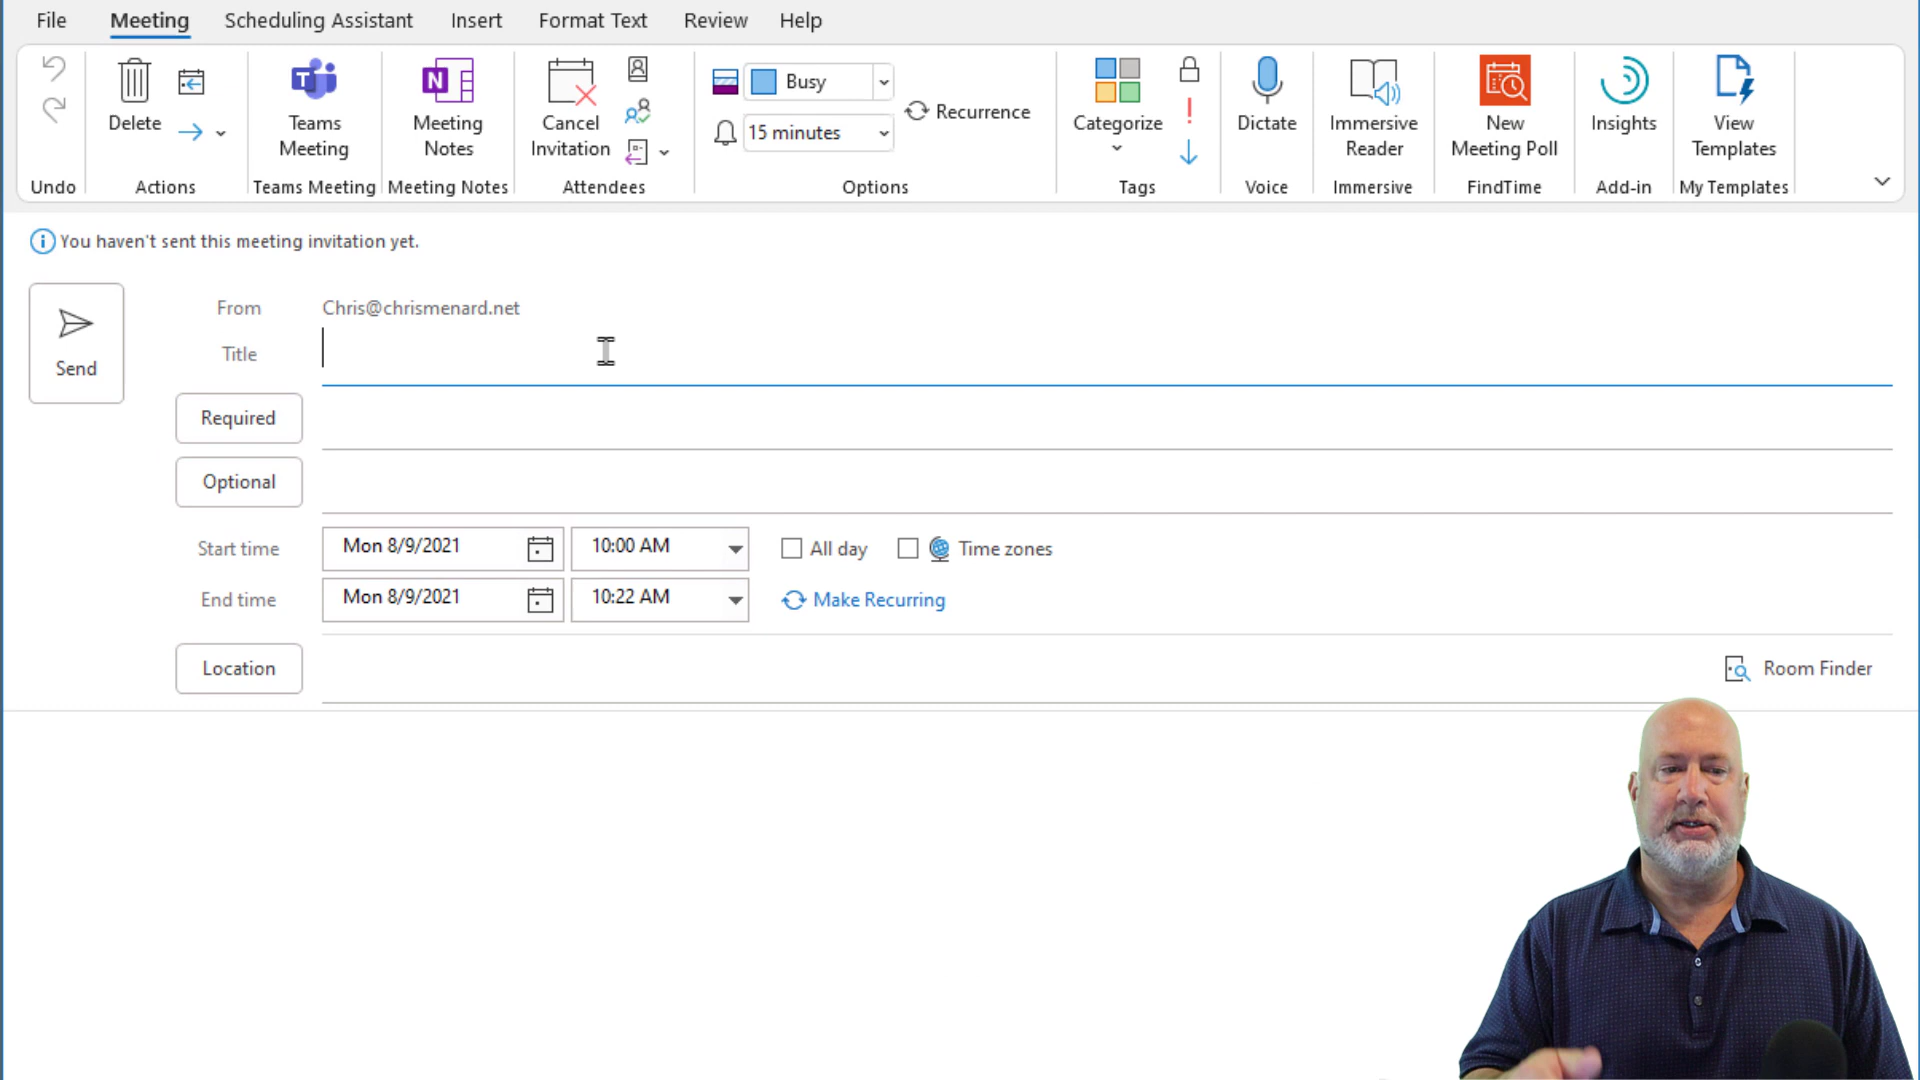 File Meeting Scheduling Assistant Insert Format Text Review Help
Busy
15 minutes
Recurrence
Delete
Teams Meeting
Meeting Notes
Cancel Invitation
Categorize
Dictate
Immersive Reader
New Meeting Poll
Insights
View Templates
Undo Actions Teams Meeting Meeting Notes Attendees Options Tags Voice Immersive FindTime Add-in My Templates
You haven't sent this meeting invitation yet.
Send
From Chris@chrismenard.net
Title
Required
Optional
Start time Mon 8/9/2021 10:00 AM All day Time zones
End time Mon 8/9/2021 10:22 AM Make Recurring
Location Room Finder